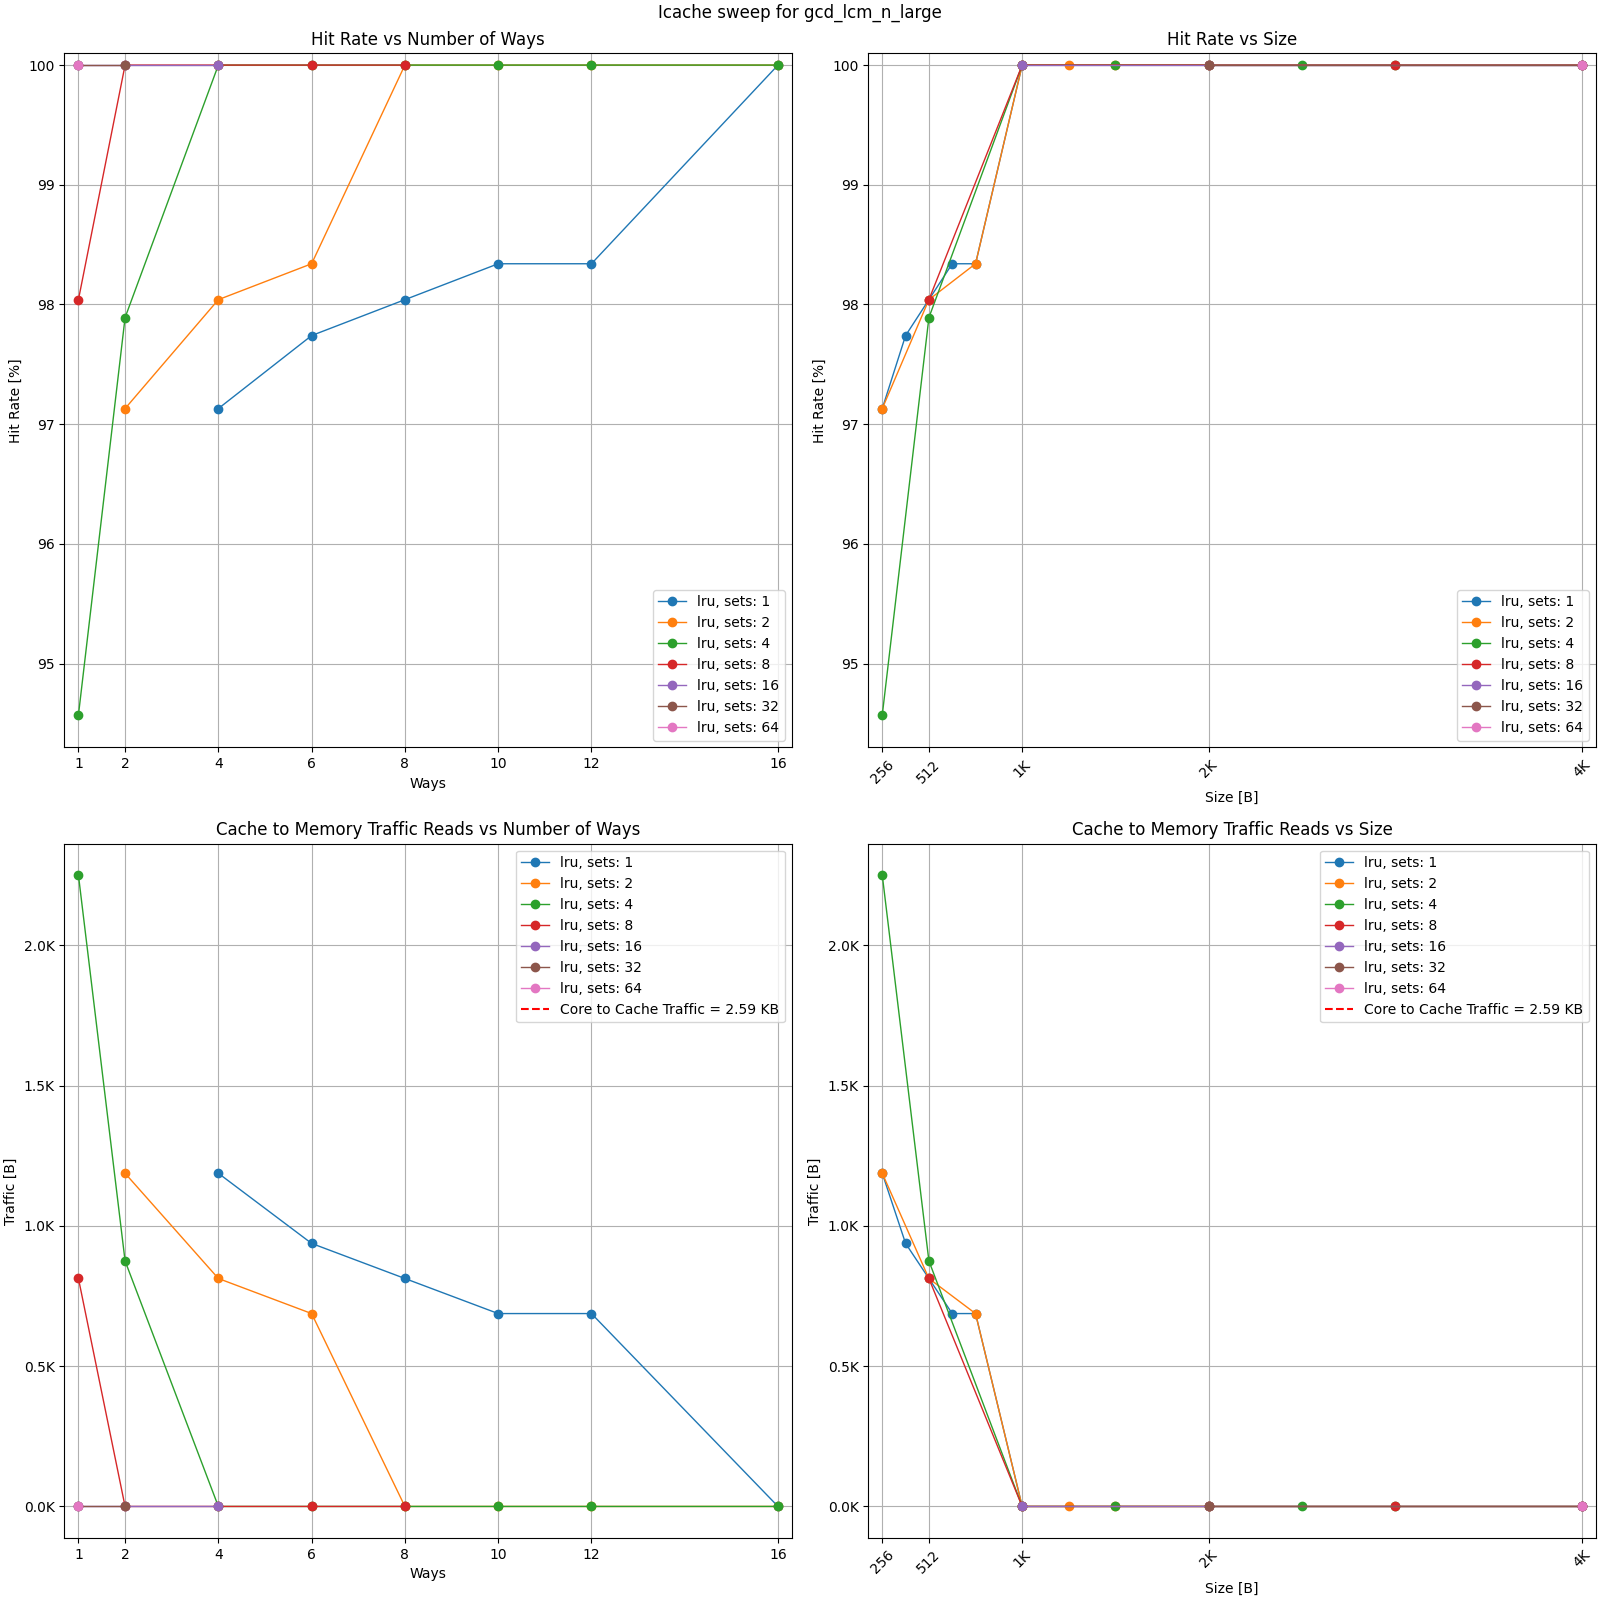 Icache sweep for gcd_lcm_n_large
Hit Rate vs Number of Ways
100
99
98
97
96
95
Hit Rate [%]
1 2 4 6 8 10 12 16
Ways
lru, sets: 1
lru, sets: 2
lru, sets: 4
lru, sets: 8
lru, sets: 16
lru, sets: 32
lru, sets: 64
Hit Rate vs Size
100
99
98
97
96
95
Hit Rate [%]
256 512 1K 2K 4K
Size [B]
lru, sets: 1
lru, sets: 2
lru, sets: 4
lru, sets: 8
lru, sets: 16
lru, sets: 32
lru, sets: 64
Cache to Memory Traffic Reads vs Number of Ways
2.0K
1.5K
1.0K
0.5K
0.0K
Traffic [B]
1 2 4 6 8 10 12 16
Ways
lru, sets: 1
lru, sets: 2
lru, sets: 4
lru, sets: 8
lru, sets: 16
lru, sets: 32
lru, sets: 64
Core to Cache Traffic = 2.59 KB
Cache to Memory Traffic Reads vs Size
2.0K
1.5K
1.0K
0.5K
0.0K
Traffic [B]
256 512 1K 2K 4K
Size [B]
lru, sets: 1
lru, sets: 2
lru, sets: 4
lru, sets: 8
lru, sets: 16
lru, sets: 32
lru, sets: 64
Core to Cache Traffic = 2.59 KB